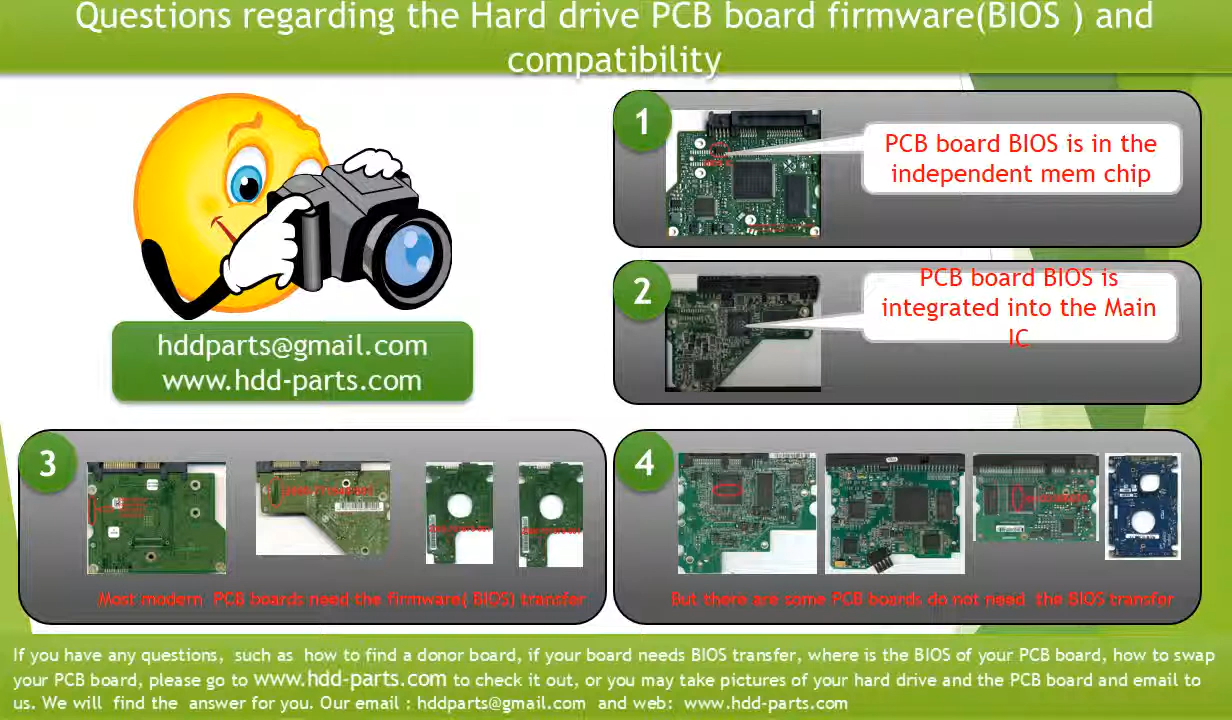 Questions regarding the Hard drive PCB board firmware(BIOS ) and
compatibility
hddparts@gmail.com
www.hdd-parts.com
1
PCB board BIOS is in the
independent mem chip
2
PCB board BIOS is
integrated into the Main
IC
3
Most modern PCB boards need the firmware( BIOS) transfer
4
But there are some PCB boards do not need the BIOS transfer
If you have any questions, such as how to find a donor board, if your board needs BIOS transfer, where is the BIOS of your PCB board, how to swap
your PCB board, please go to www.hdd-parts.com to check it out, or you may take pictures of your hard drive and the PCB board and email to
us. We will find the answer for you. Our email : hddparts@gmail.com and web: www.hdd-parts.com